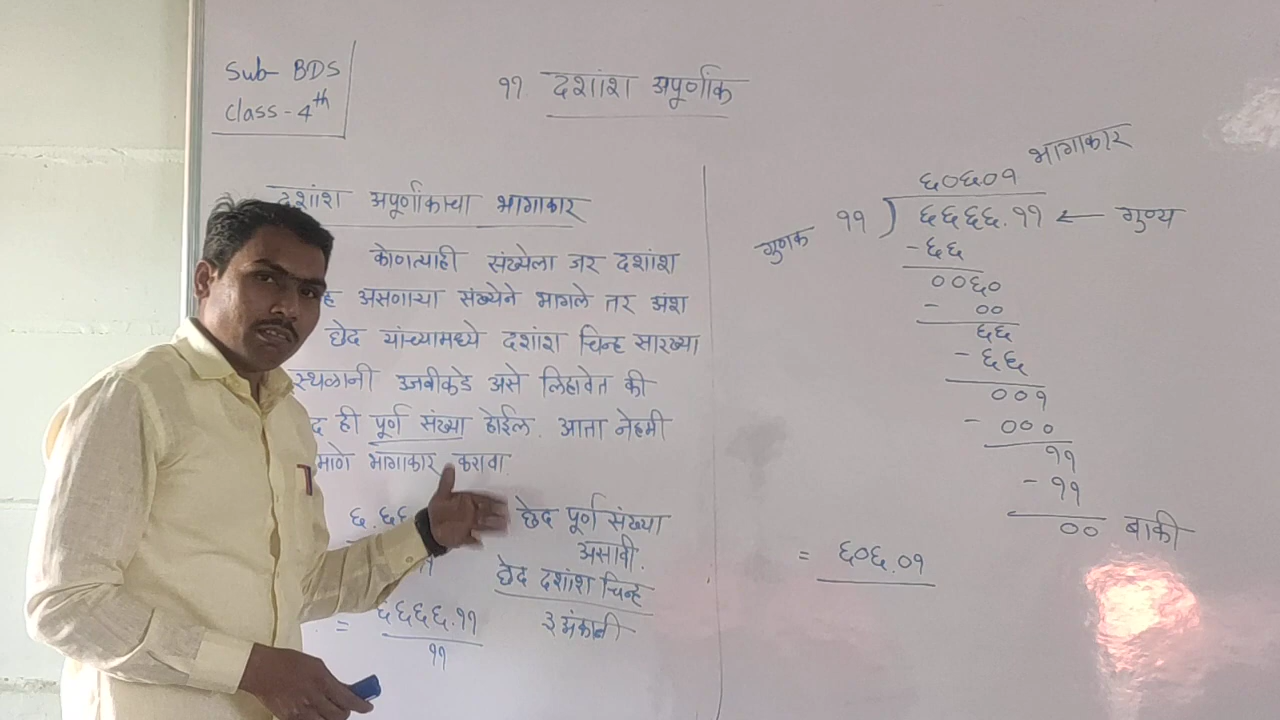 Sub- BDS
Class - 4th
११. दशांश अपूर्णांक
दशांश अपूर्णांकाचा भागाकार
कोणत्याही संख्येला जर दशांश
असणाऱ्या संख्येने भागले तर अंश
छेद यांच्यामध्ये दशांश चिन्ह सारख्या
स्थळानी उजवीकडे असे लिहावेत की
ही पूर्ण संख्या होईल. आता नेहमी
भागाकार करावा.
६.६६
छेद पूर्ण संख्या
असावी.
छेद दशांश चिन्ह
३ अंकानी
= ६६६६.११
११
भागाकार
६०६०१
गुणक ११ ) ६६६६.११ ← गुण्य
- ६६
००६०
- ००
६६
- ६६
००१
- ०००
११
- ११
०० बाकी
= ६०६.०१